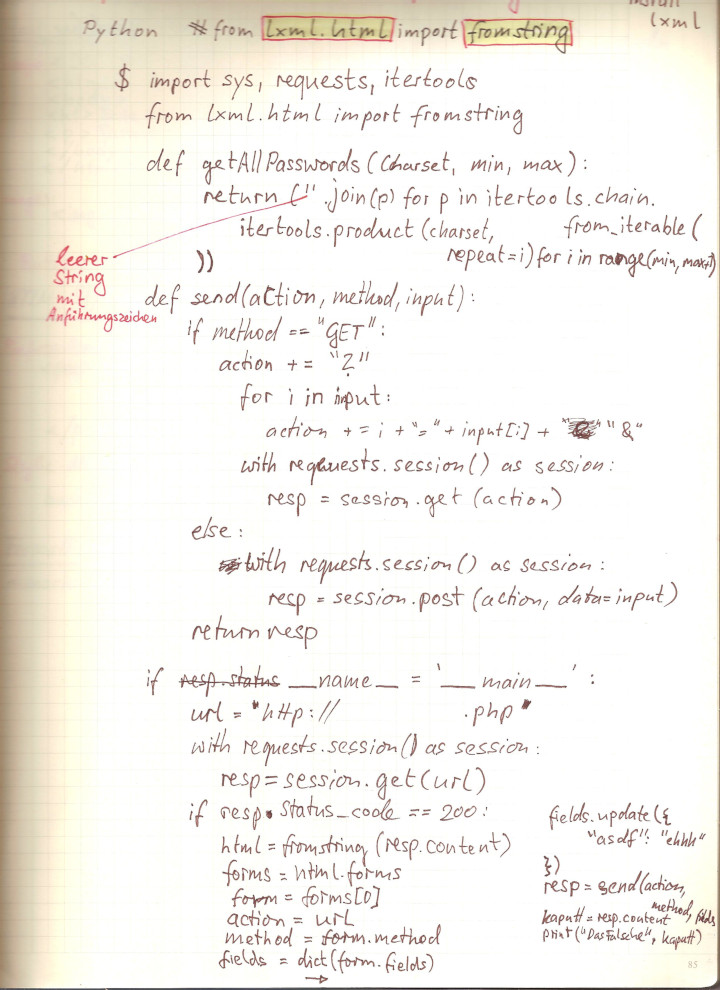 install
Python # from lxml.html import fromstring
lxml
$ import sys, requests, itertools
from lxml.html import fromstring
def getAllPasswords (charset, min, max) :
return (''.join(p) for p in itertools.chain.
itertools.product (charset, from_iterable (
)) repeat=i) for i in range(min, max+1)
leerer
String
mit
Anführungszeichen
def send(action, method, input) :
if method == "GET" :
action += "?"
for i in input :
action += i + "=" + input[i] + "&"
with requests.session() as session :
resp = session.get (action)
else :
with requests.session() as session :
resp = session.post (action, data=input)
return resp
if resp.status __name__ = '__main__' :
url = "http:// .php"
with requests.session() as session :
resp = session.get(url)
if resp.status_code == 200 :
html = fromstring (resp.content)
forms = html.forms
form = forms[0]
action = url
method = form.method
fields = dict(form.fields)
→
fields.update({
"asdf" : "ehhh"
})
resp = send(action,
method, fields
kaputt = resp.content
print("DasFalsche", kaputt)
85